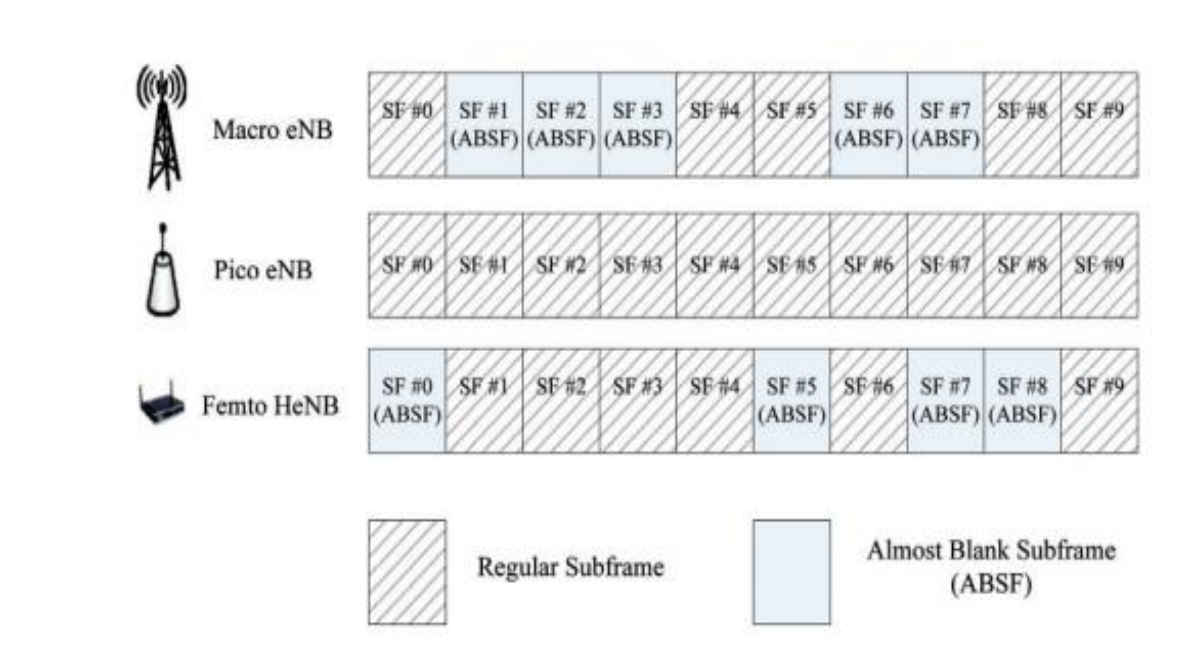 Macro eNB
SF #0 SF #1 SF #2 SF #3 SF #4 SF #5 SF #6 SF #7 SF #8 SF #9
(ABSF) (ABSF) (ABSF) (ABSF) (ABSF)
Pico eNB
SF #0 SF #1 SF #2 SF #3 SF #4 SF #5 SF #6 SF #7 SF #8 SF #9
Femto HeNB
SF #0 SF #1 SF #2 SF #3 SF #4 SF #5 SF #6 SF #7 SF #8 SF #9
(ABSF) (ABSF) (ABSF) (ABSF)
Regular Subframe
Almost Blank Subframe
(ABSF)